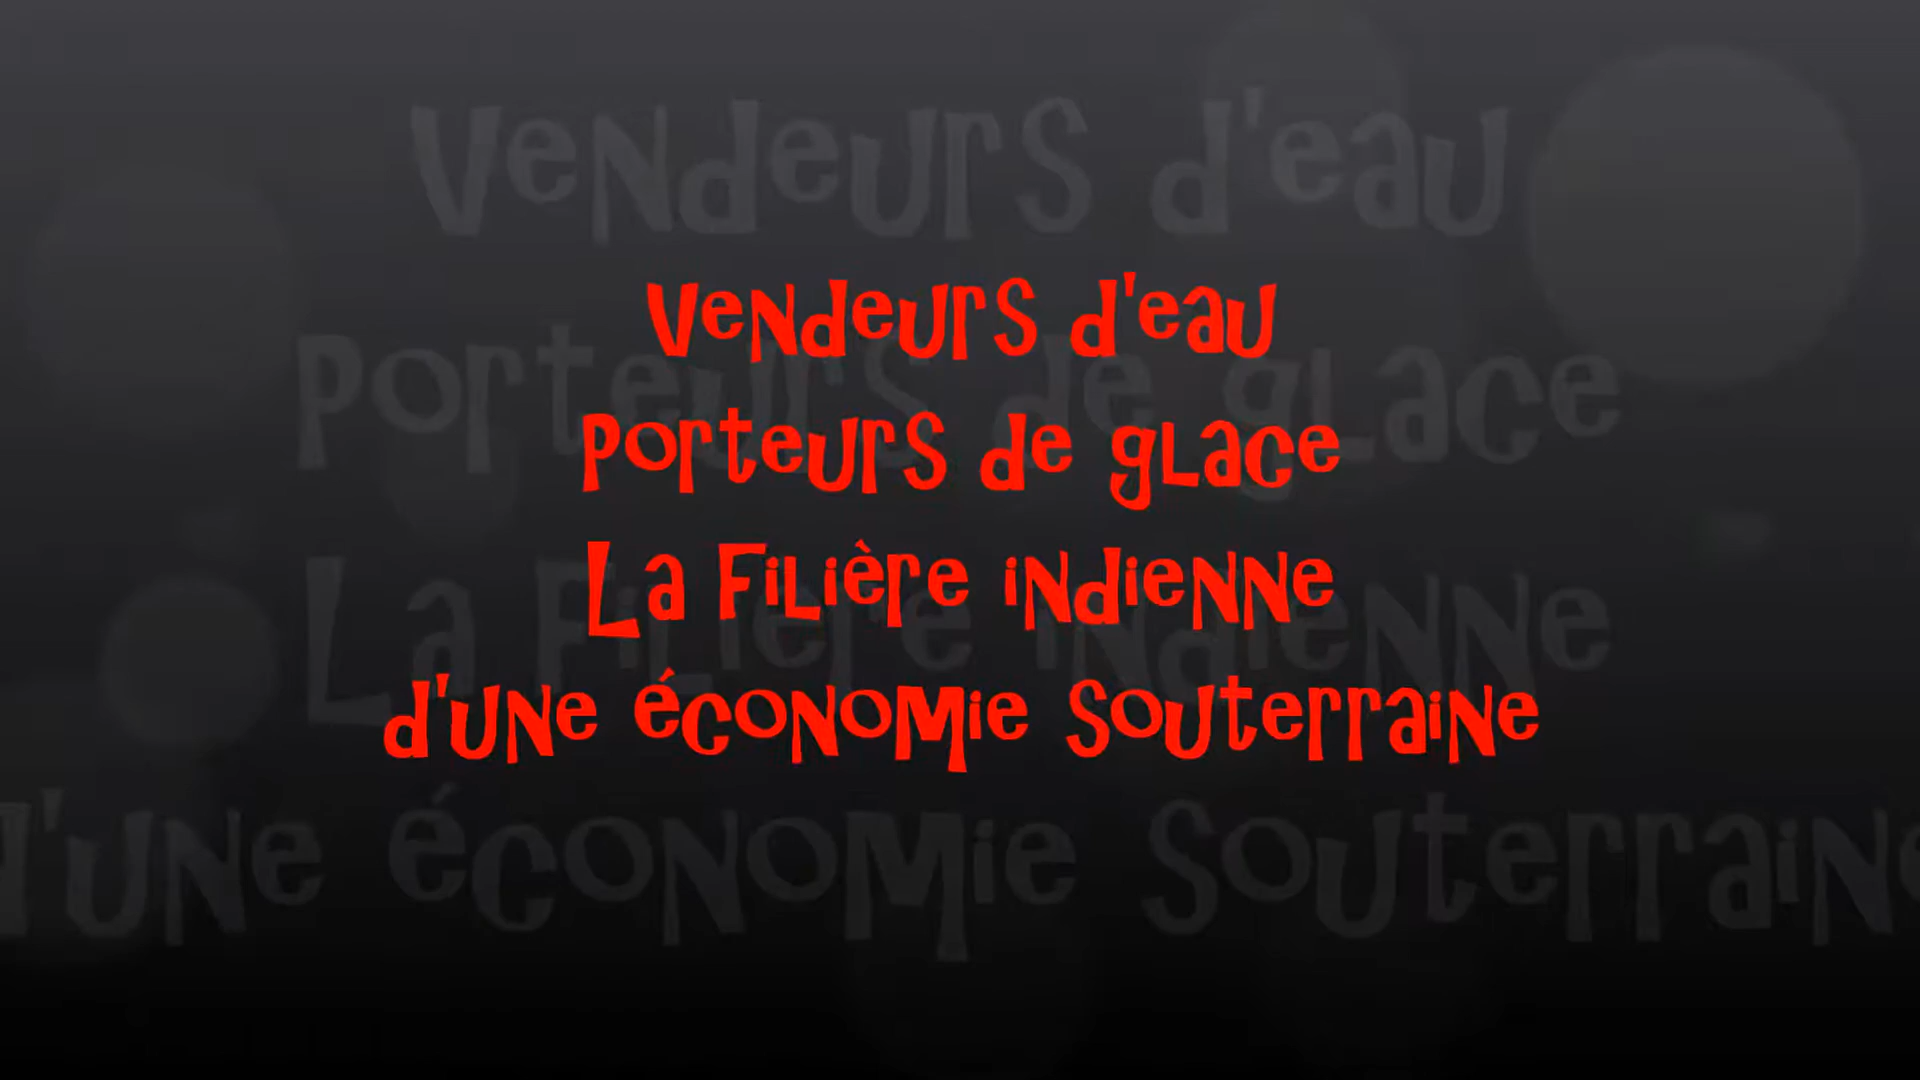 Vendeurs d'eau
Porteurs de glace
La Filière indienne
d'une économie souterraine